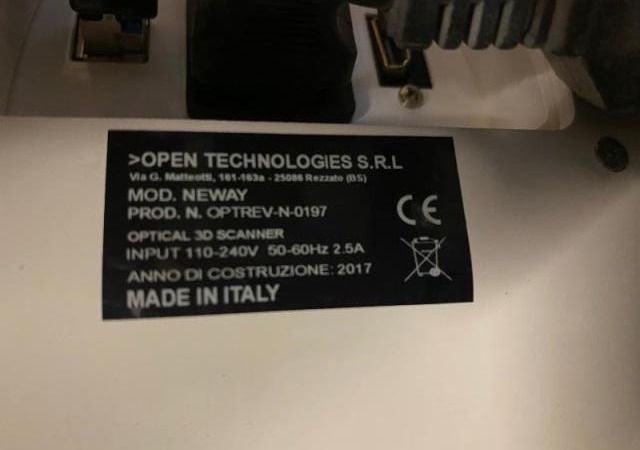 >OPEN TECHNOLOGIES S.R.L
Via G. Matteotti, 161-163a - 25086 Rezzato (BS)
MOD. NEWAY
PROD. N. OPTREV-N-0197
CE
OPTICAL 3D SCANNER
INPUT 110-240V 50-60Hz 2.5A
ANNO DI COSTRUZIONE: 2017
MADE IN ITALY